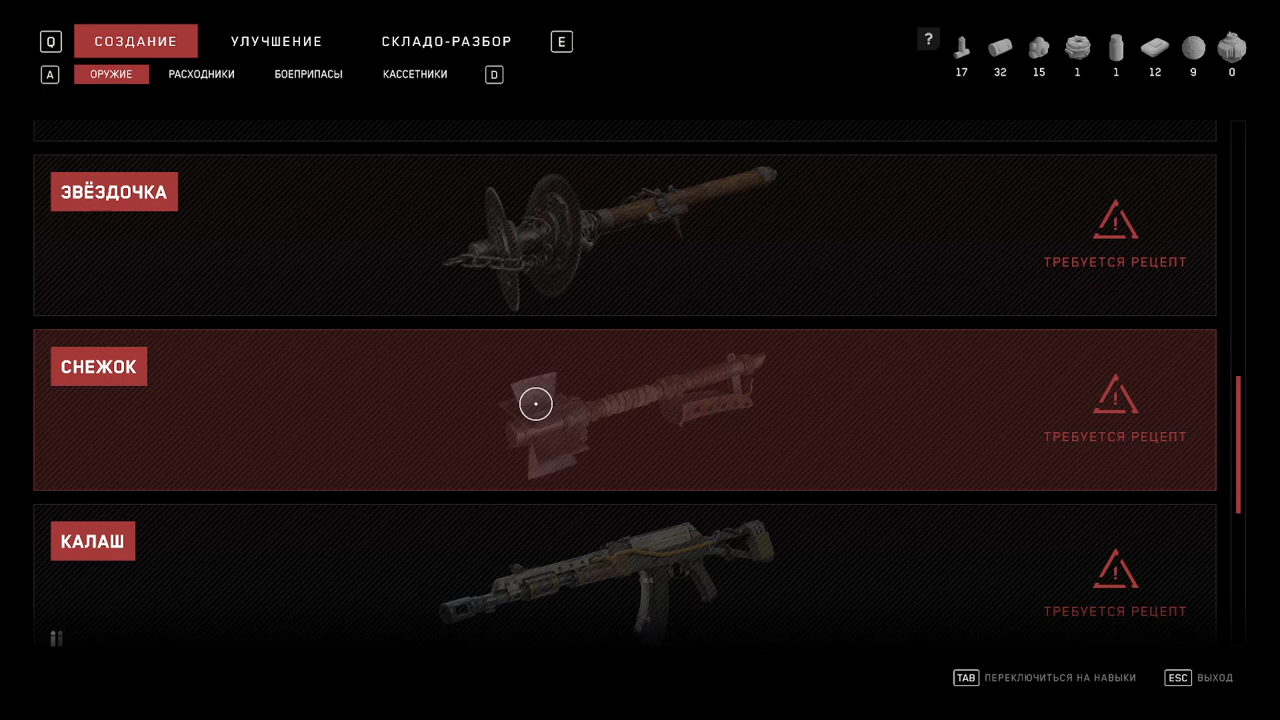 Q СОЗДАНИЕ УЛУЧШЕНИЕ СКЛАДО-РАЗБОР E
A ОРУЖИЕ РАСХОДНИКИ БОЕПРИПАСЫ КАССЕТНИКИ D
?
17 32 15 1 1 12 9 0
ЗВЁЗДОЧКА
ТРЕБУЕТСЯ РЕЦЕПТ
СНЕЖОК
ТРЕБУЕТСЯ РЕЦЕПТ
КАЛАШ
ТРЕБУЕТСЯ РЕЦЕПТ
TAB ПЕРЕКЛЮЧИТЬСЯ НА НАВЫКИ ESC ВЫХОД